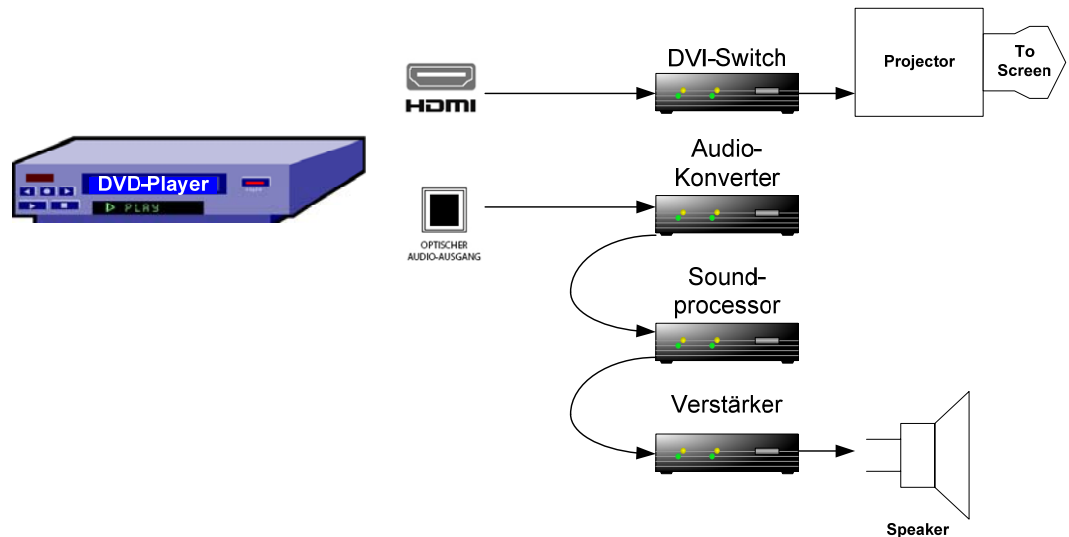 DVI-Switch
Projector
To
Screen
HDMI
DVD-Player
PLAY
Audio-
Konverter
OPTISCHER
AUDIO-AUSGANG
Sound-
processor
Verstärker
Speaker